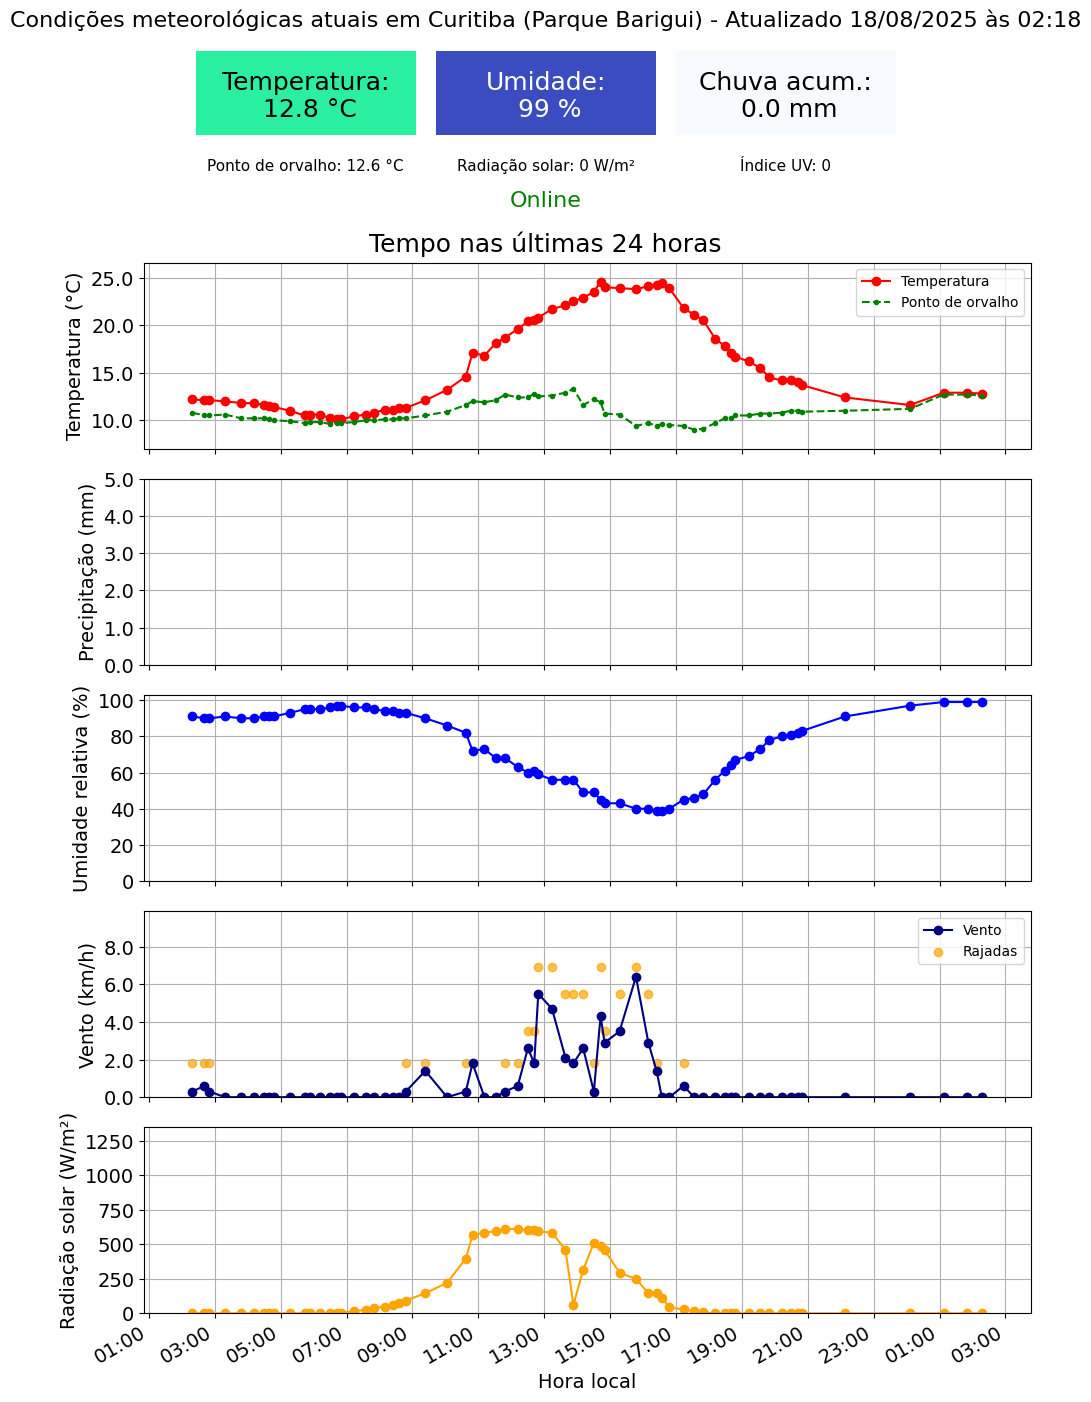 Condições meteorológicas atuais em Curitiba (Parque Barigui) - Atualizado 18/08/2025 às 02:18
Temperatura:
12.8 °C
Umidade:
99 %
Chuva acum.:
0.0 mm
Ponto de orvalho: 12.6 °C
Radiação solar: 0 W/m²
Índice UV: 0
Online
Tempo nas últimas 24 horas
Temperatura (°C)
25.0
20.0
15.0
10.0
Temperatura
Ponto de orvalho
Precipitação (mm)
5.0
4.0
3.0
2.0
1.0
0.0
Umidade relativa (%)
100
80
60
40
20
0
Vento (km/h)
8.0
6.0
4.0
2.0
0.0
Vento
Rajadas
Radiação solar (W/m²)
1250
1000
750
500
250
0
01:00
03:00
05:00
07:00
09:00
11:00
13:00
15:00
17:00
19:00
21:00
23:00
01:00
03:00
Hora local